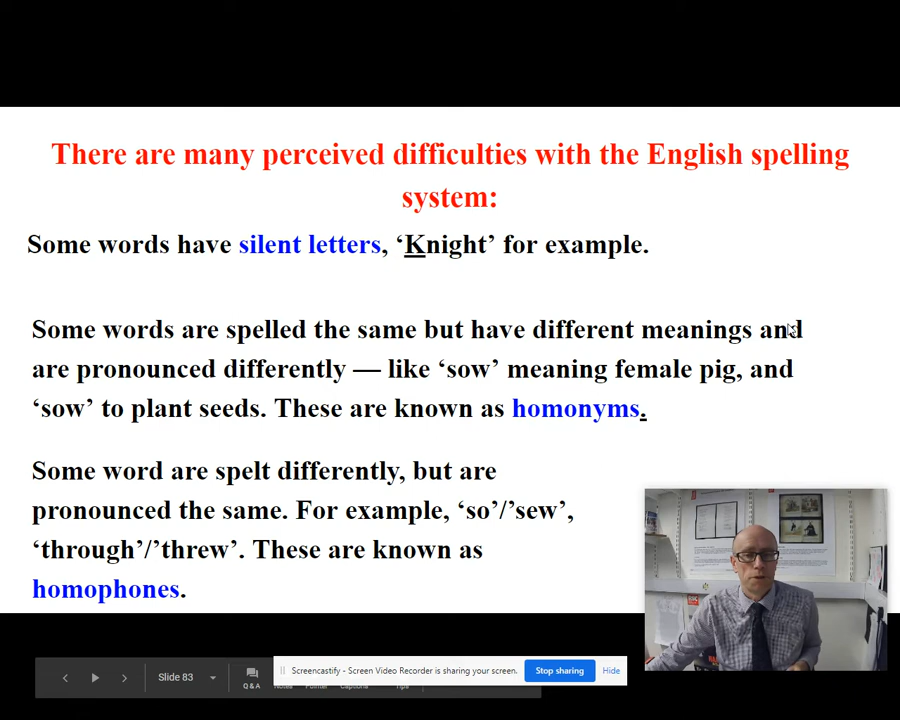 There are many perceived difficulties with the English spelling
system:
Some words have silent letters, ‘Knight’ for example.
Some words are spelled the same but have different meanings and
are pronounced differently — like ‘sow’ meaning female pig, and
‘sow’ to plant seeds. These are known as homonyms.
Some word are spelt differently, but are
pronounced the same. For example, ‘so’/’sew’,
‘through’/’threw’. These are known as
homophones.
Slide 83
Q&A
Notes
Pointer
Captions
Tips
Screencastify - Screen Video Recorder is sharing your screen.
Stop sharing
Hide